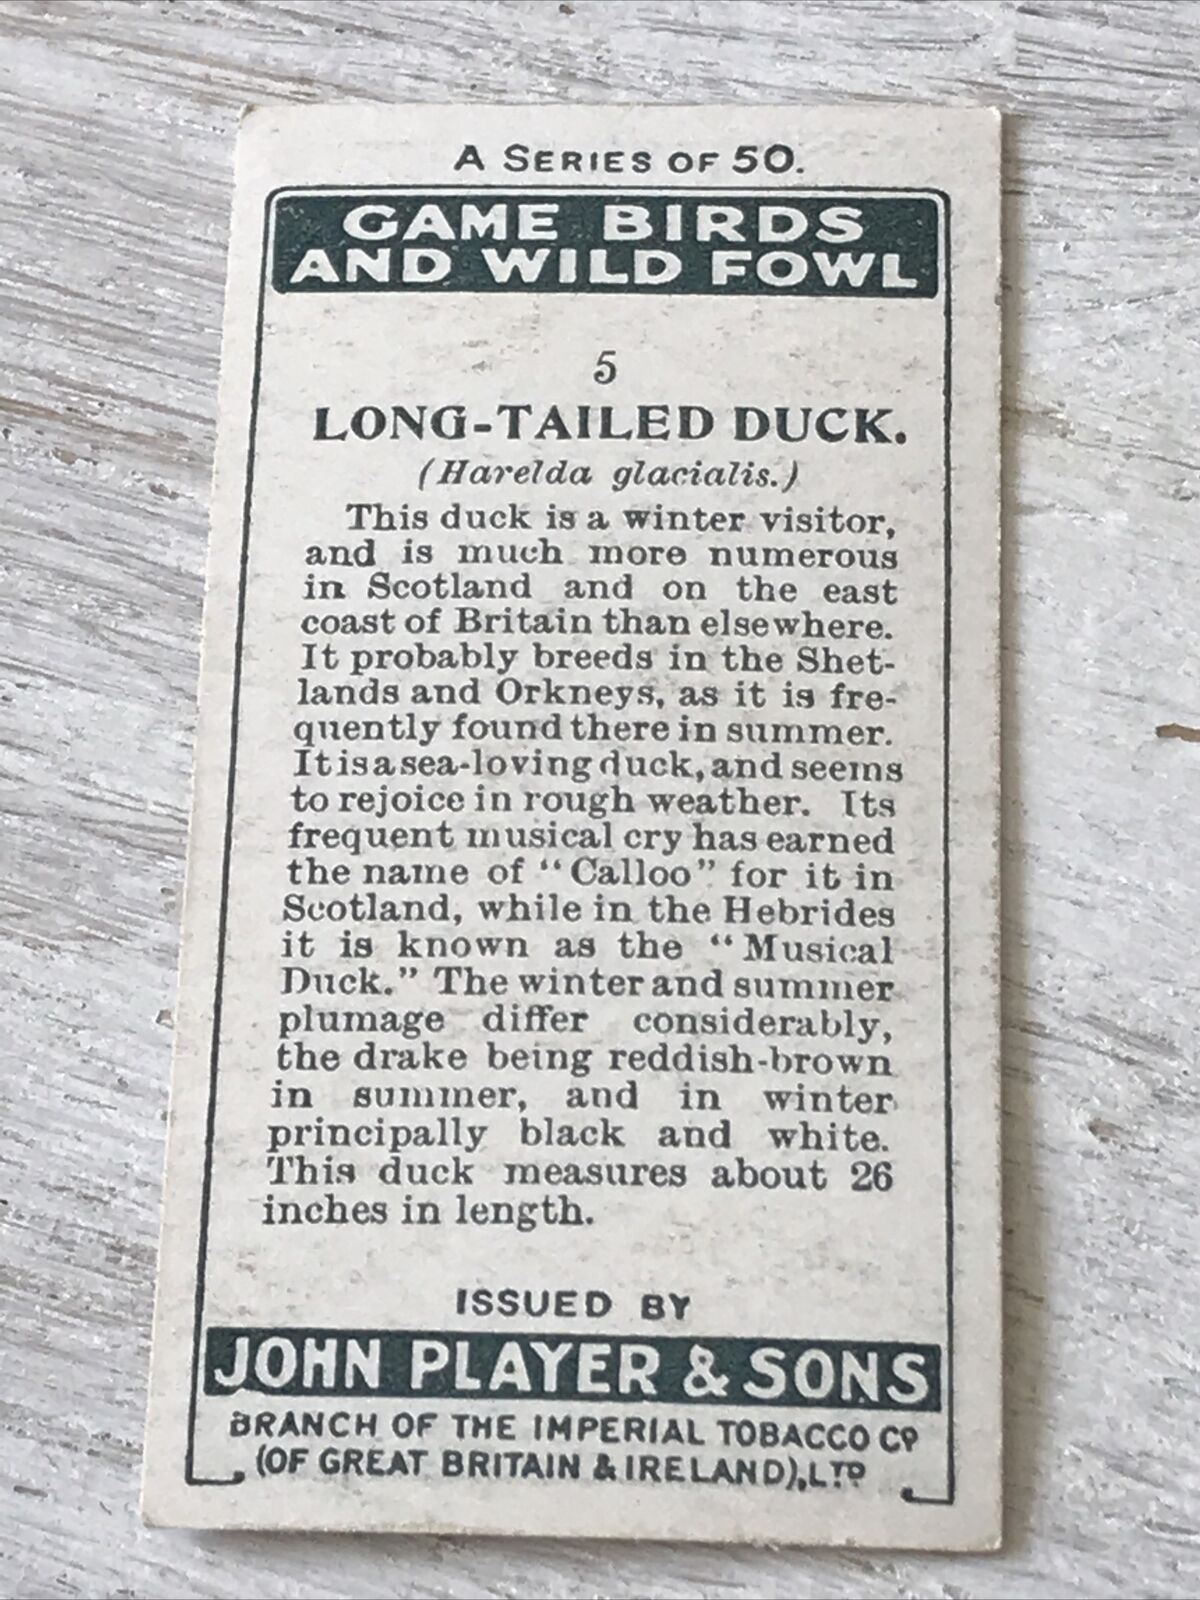 A SERIES OF 50.
GAME BIRDS
AND WILD FOWL
5
LONG-TAILED DUCK.
(Harelda glacialis.)
This duck is a winter visitor,
and is much more numerous
in Scotland and on the east
coast of Britain than elsewhere.
It probably breeds in the Shet-
lands and Orkneys, as it is fre-
quently found there in summer.
It is a sea-loving duck, and seems
to rejoice in rough weather. Its
frequent musical cry has earned
the name of "Calloo" for it in
Scotland, while in the Hebrides
it is known as the "Musical
Duck." The winter and summer
plumage differ considerably,
the drake being reddish-brown
in summer, and in winter
principally black and white.
This duck measures about 26
inches in length.
ISSUED BY
JOHN PLAYER & SONS
BRANCH OF THE IMPERIAL TOBACCO CO
(OF GREAT BRITAIN & IRELAND), LTD